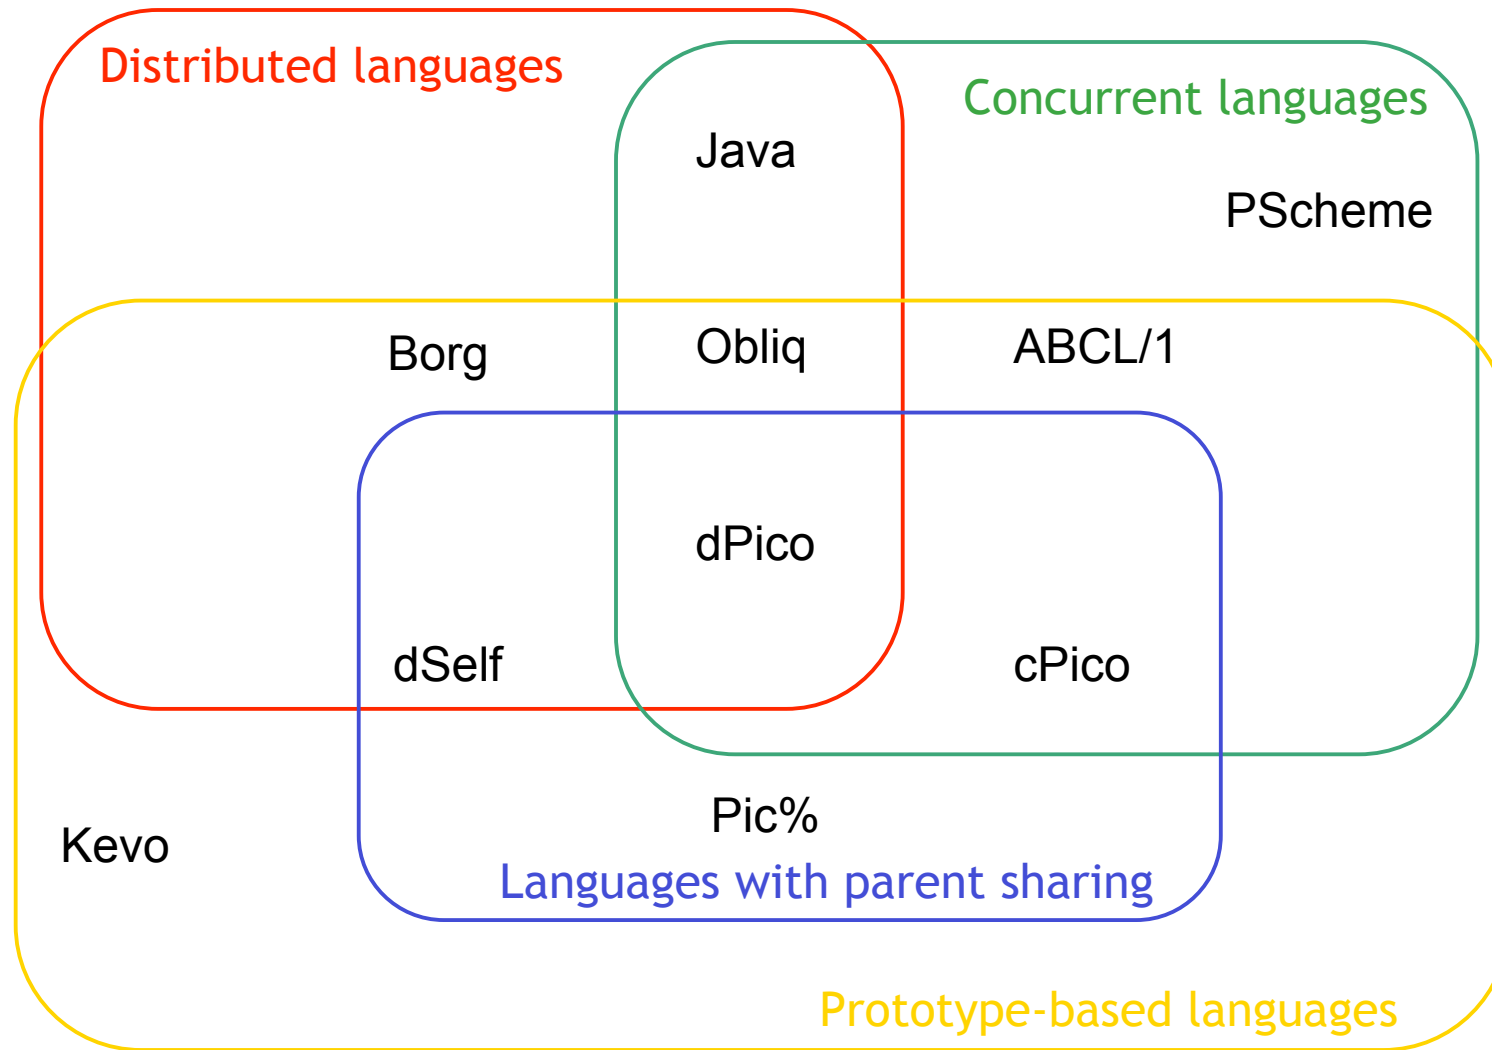 Distributed languages
Concurrent languages
Java
PScheme
Borg
Obliq
ABCL/1
dPico
dSelf
cPico
Pic%
Kevo
Languages with parent sharing
Prototype-based languages